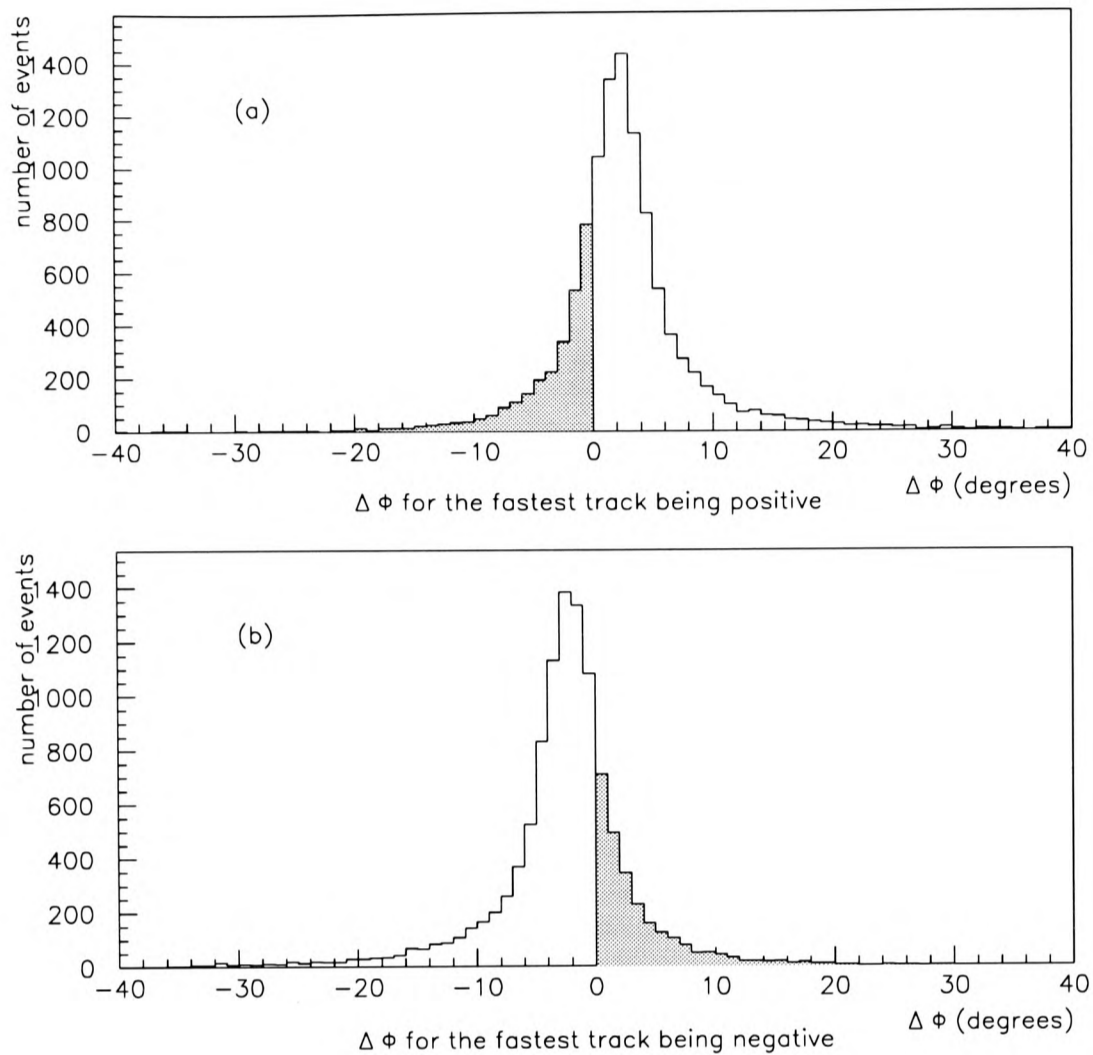 number of events
1400
1200
1000
800
600
400
200
0
(a)
−40 −30 −20 −10 0 10 20 30 40
Δ Φ (degrees)
Δ Φ for the fastest track being positive
number of events
1400
1200
1000
800
600
400
200
0
(b)
−40 −30 −20 −10 0 10 20 30 40
Δ Φ (degrees)
Δ Φ for the fastest track being negative